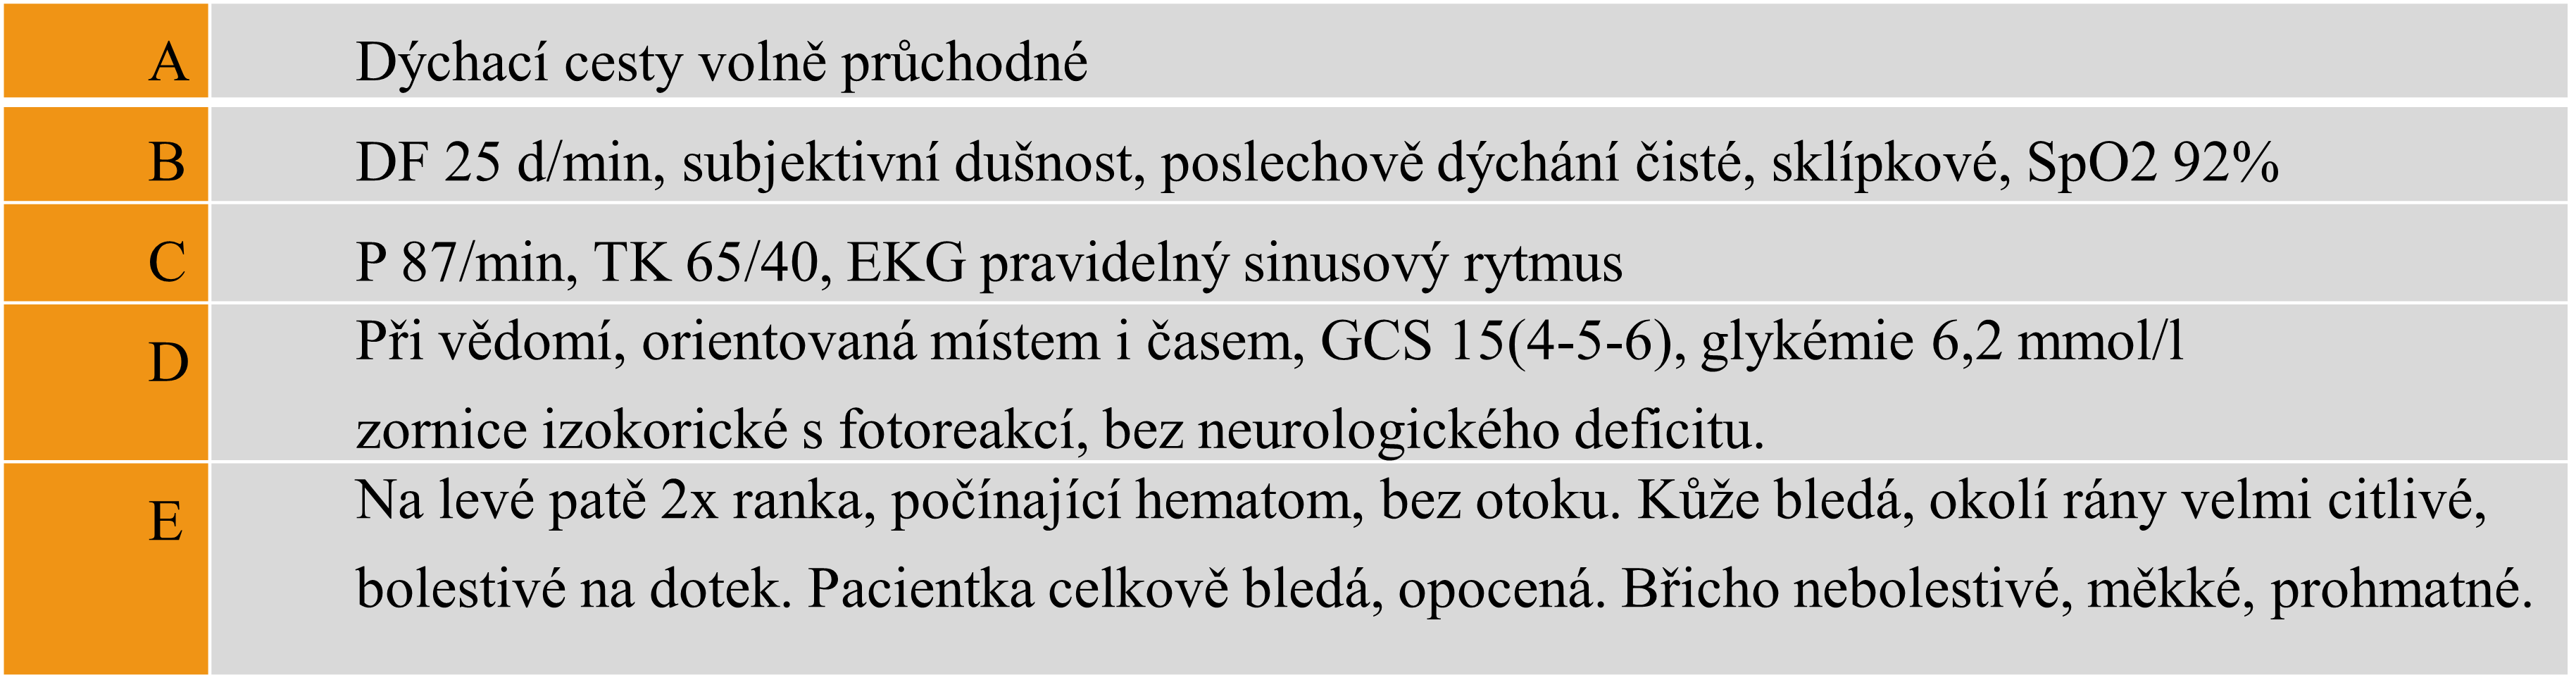 A Dýchací cesty volně průchodné
B DF 25 d/min, subjektivní dušnost, poslechově dýchání čisté, sklípkové, SpO2 92%
C P 87/min, TK 65/40, EKG pravidelný sinusový rytmus
D Při vědomí, orientovaná místem i časem, GCS 15(4-5-6), glykémie 6,2 mmol/l
zornice izokorické s fotoreakcí, bez neurologického deficitu.
E Na levé patě 2x ranka, počínající hematom, bez otoku. Kůže bledá, okolí rány velmi citlivé,
bolestivé na dotek. Pacientka celkově bledá, opocená. Břicho nebolestivé, měkké, prohmatné.